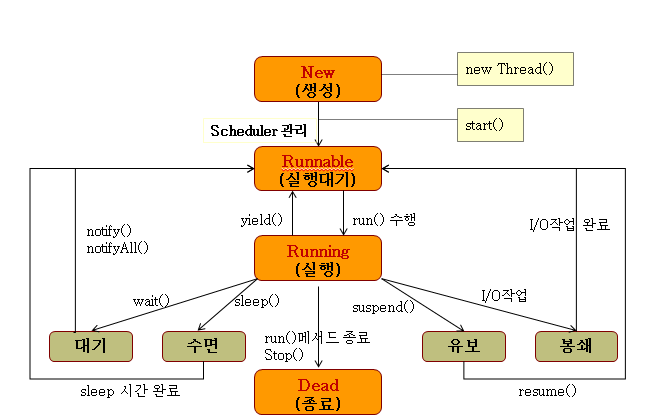 New
(생성)
new Thread()
Scheduler 관리
start()
Runnable
(실행대기)
notify()
notifyAll()
yield()
run() 수행
I/O작업 완료
Running
(실행)
wait()
sleep()
suspend()
I/O작업
대기
수면
run()메서드 종료
Stop()
유보
봉쇄
sleep 시간 완료
Dead
(종료)
resume()